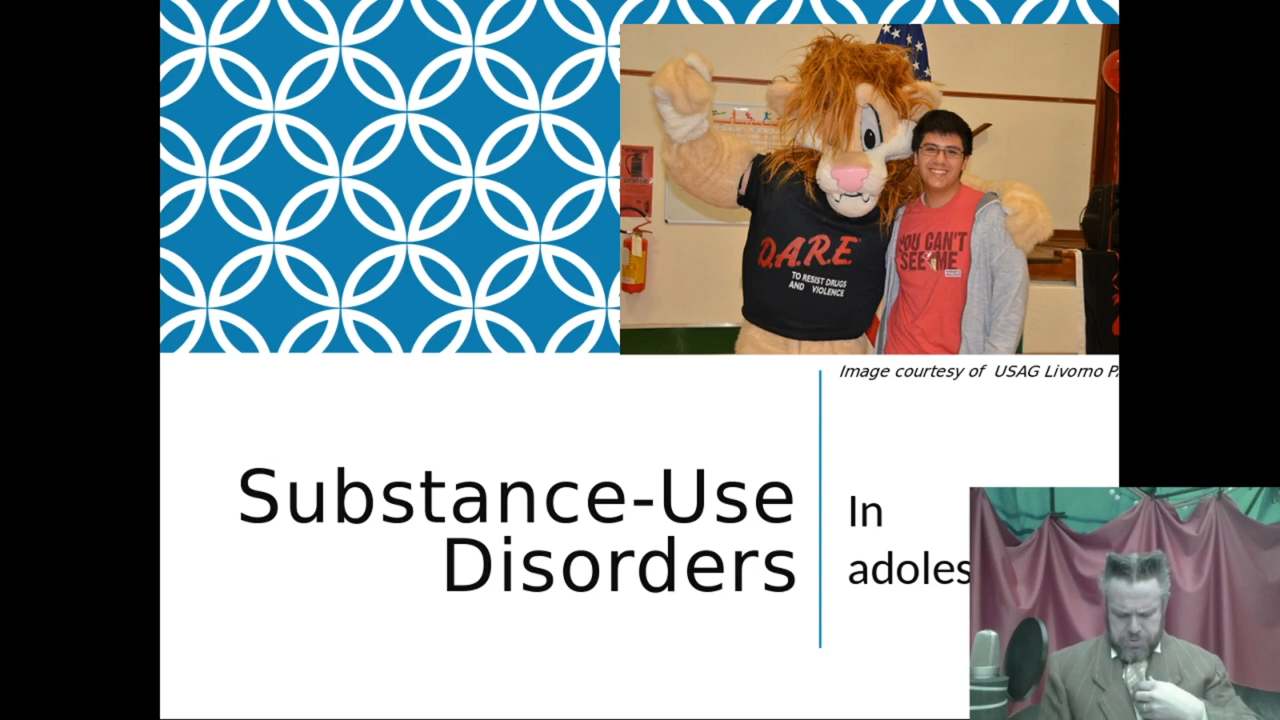 D.A.R.E
TO RESIST DRUGS
AND VIOLENCE
YOU CAN'T
SEE ME
Image courtesy of USAG Livorno P
Substance-Use
Disorders
In
adoles